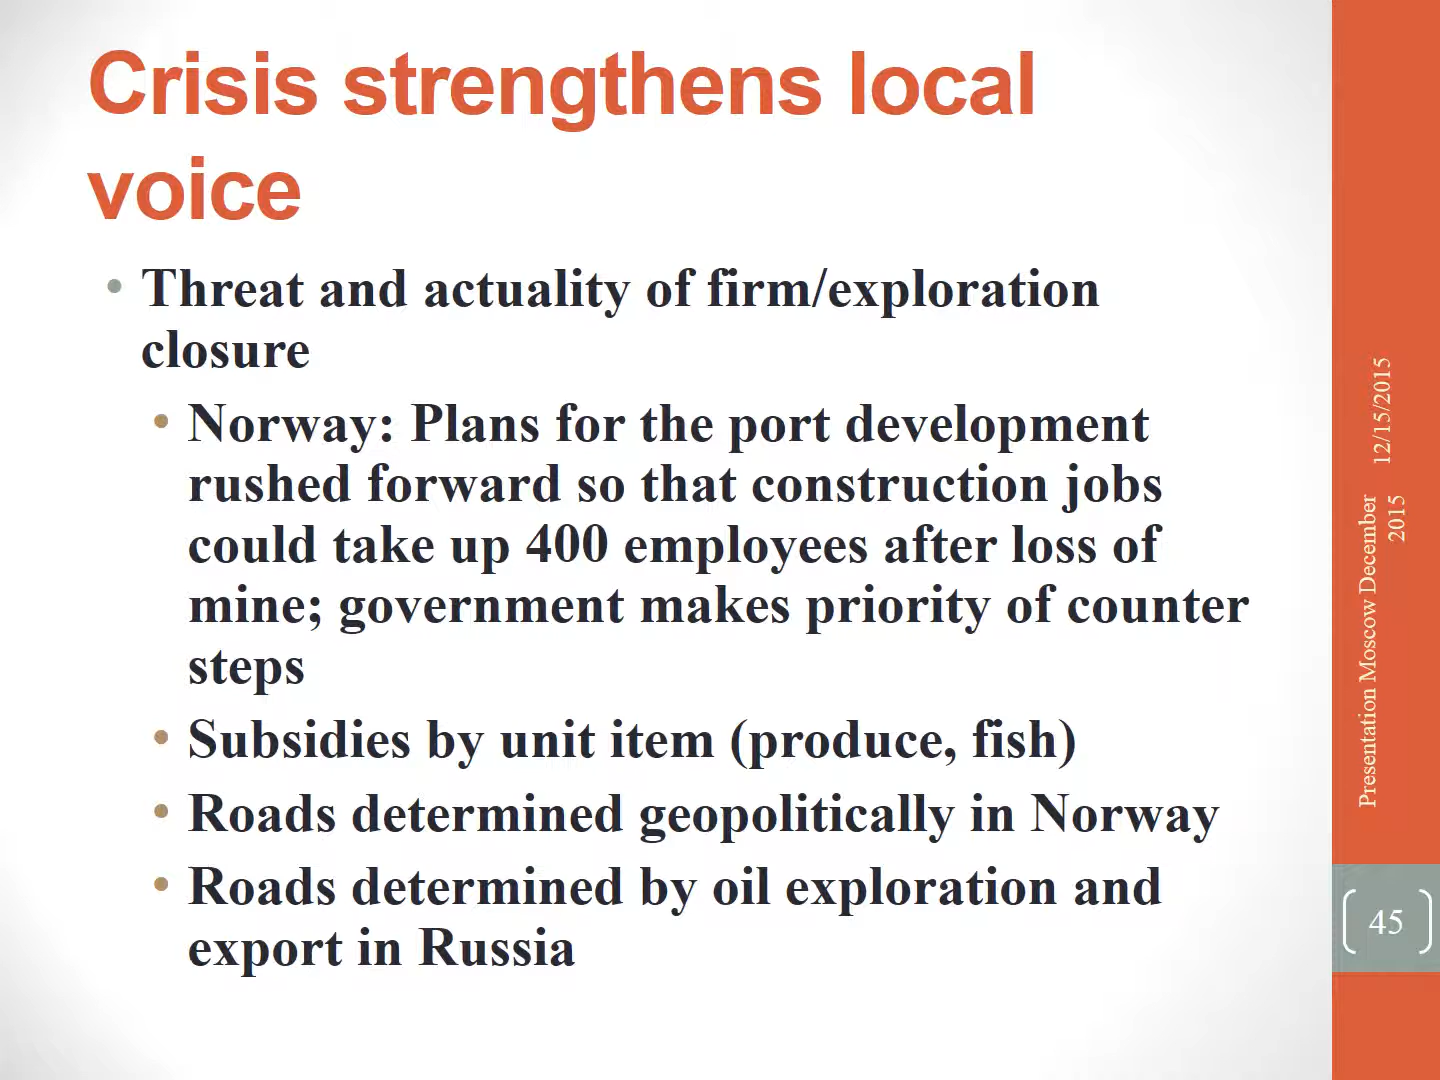 Crisis strengthens local
voice
• Threat and actuality of firm/exploration
closure
• Norway: Plans for the port development
rushed forward so that construction jobs
could take up 400 employees after loss of
mine; government makes priority of counter
steps
• Subsidies by unit item (produce, fish)
• Roads determined geopolitically in Norway
• Roads determined by oil exploration and
export in Russia
12/15/2015
Presentation Moscow December
2015
45